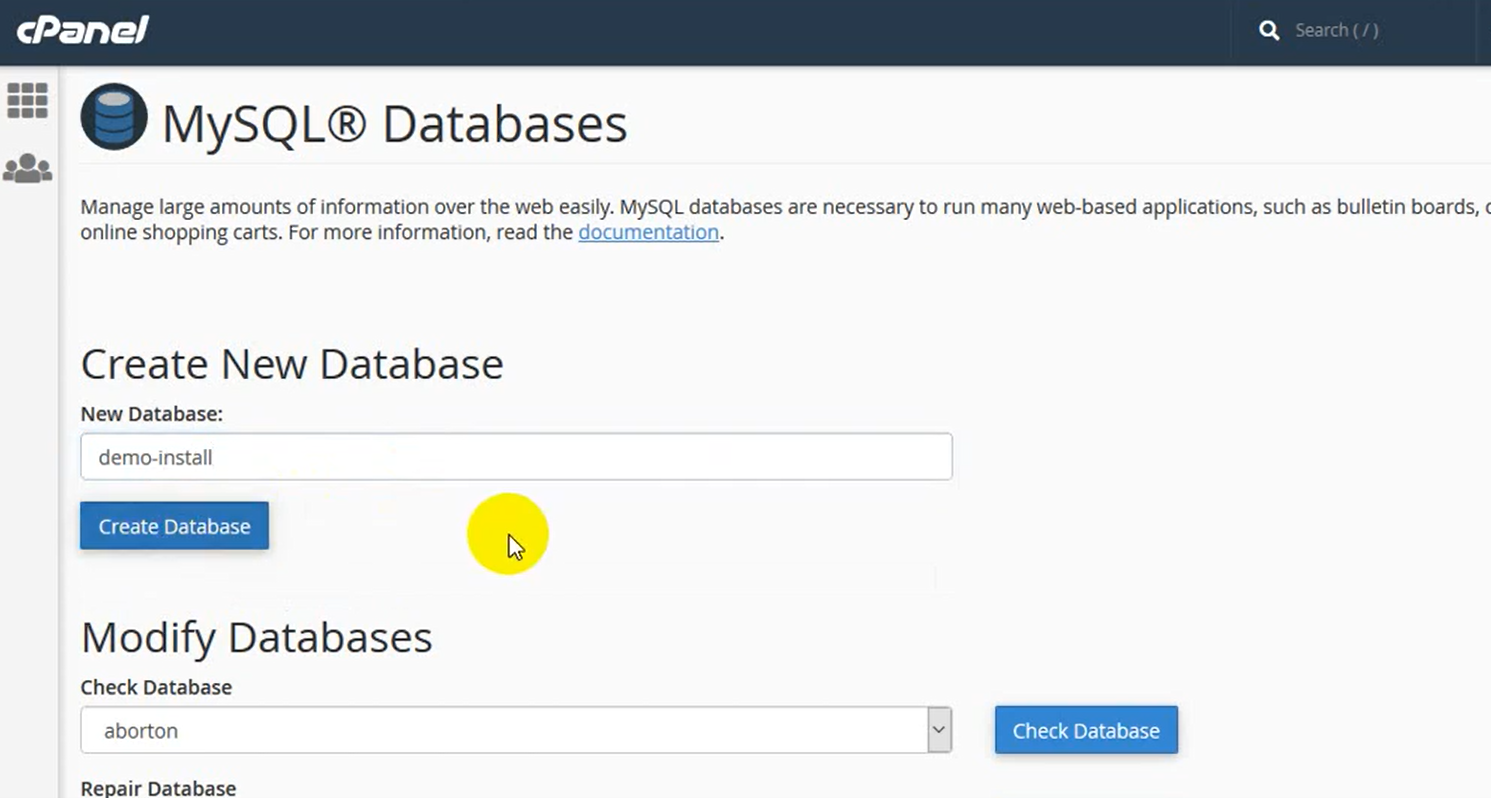 cPanel
Search ( / )
MySQL® Databases
Manage large amounts of information over the web easily. MySQL databases are necessary to run many web-based applications, such as bulletin boards,
online shopping carts. For more information, read the documentation.
Create New Database
New Database:
demo-install
Create Database
Modify Databases
Check Database
aborton
Check Database
Repair Database